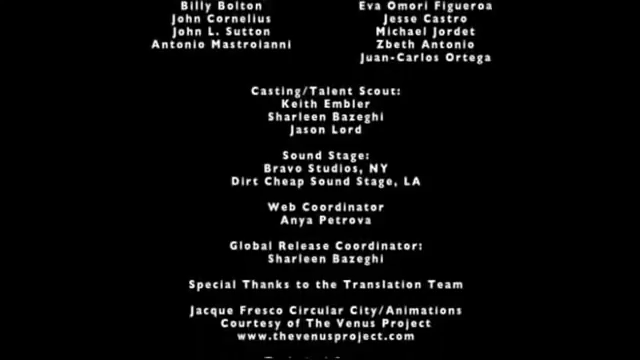 Billy Bolton
John Cornelius
John L. Sutton
Antonio Mastroianni
Eva Omori Figueroa
Jesse Castro
Michael Jordet
Zbeth Antonio
Juan-Carlos Ortega
Casting/Talent Scout:
Keith Embler
Sharleen Bazeghi
Jason Lord
Sound Stage:
Bravo Studios, NY
Dirt Cheap Sound Stage, LA
Web Coordinator
Anya Petrova
Global Release Coordinator:
Sharleen Bazeghi
Special Thanks to the Translation Team
Jacque Fresco Circular City/Animations
Courtesy of The Venus Project
www.thevenusproject.com